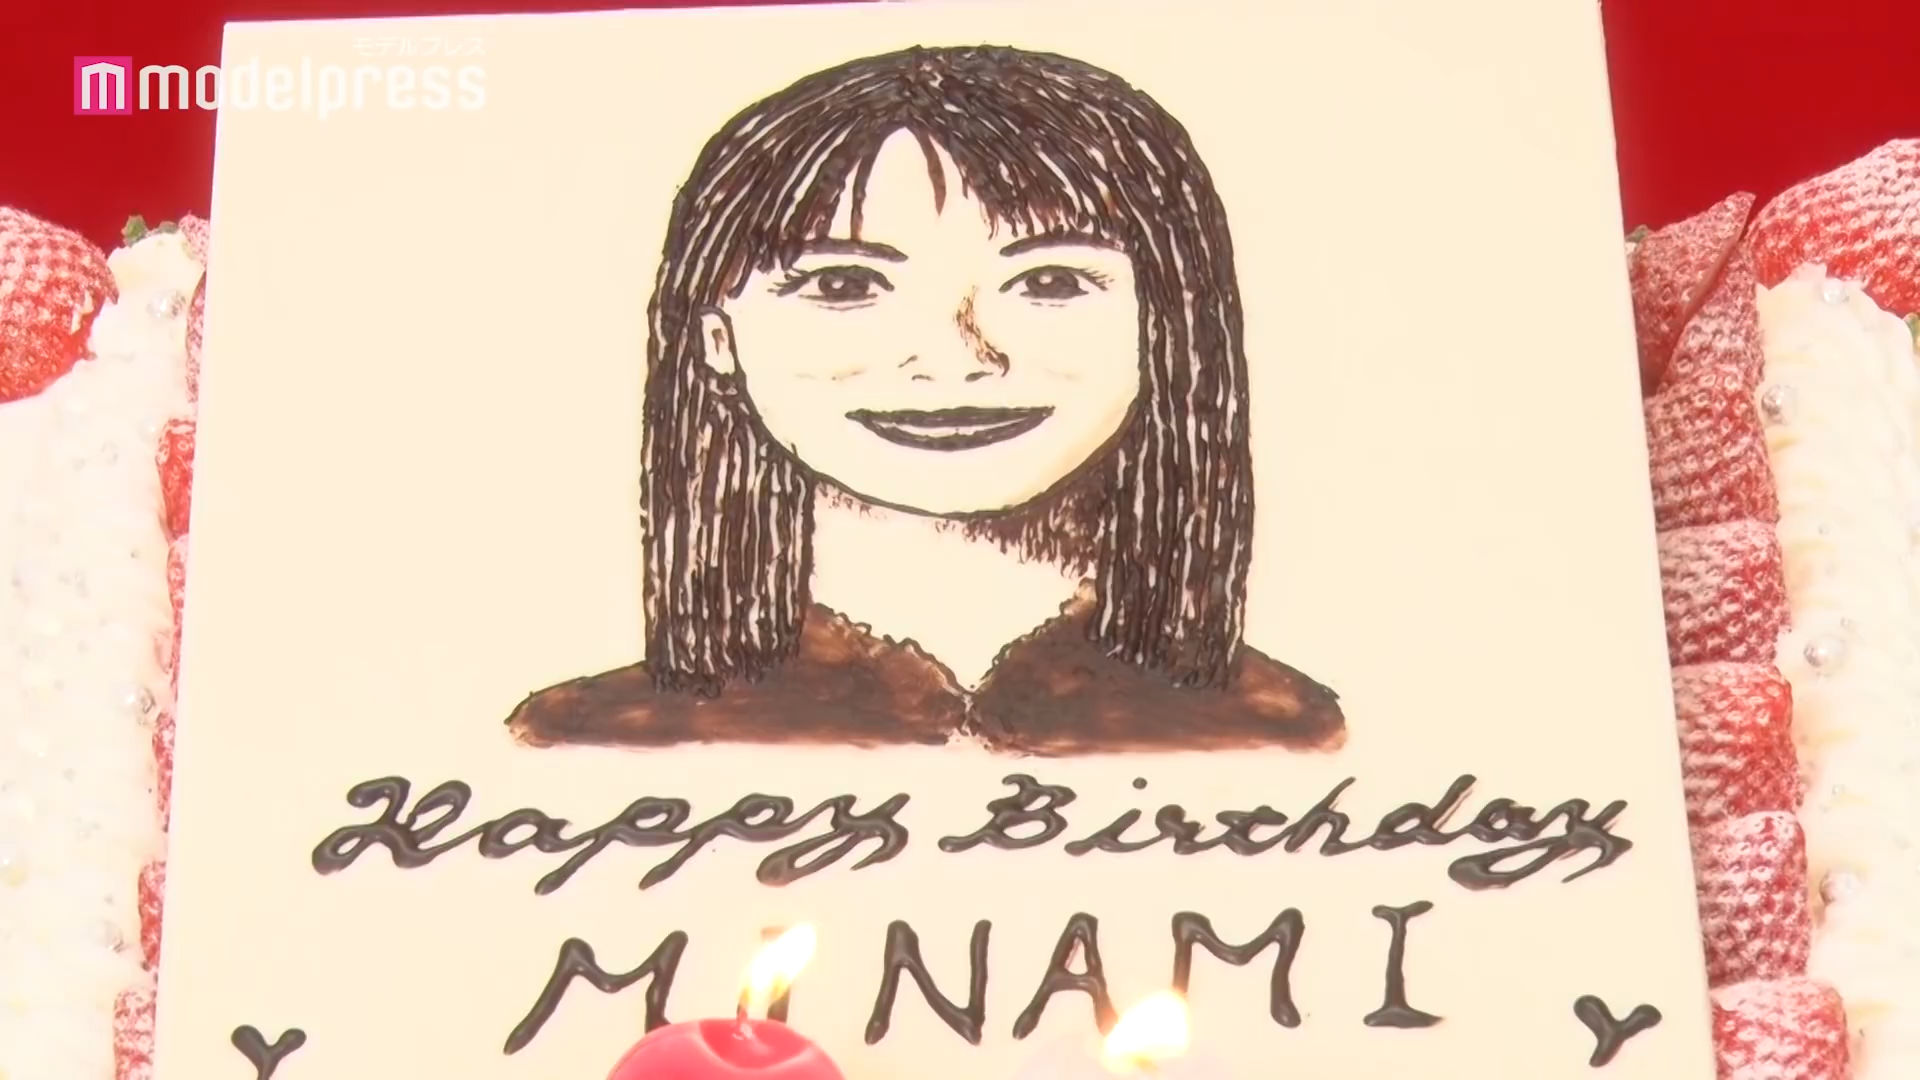 モデルプレス
modelpress
Happy Birthday
MINAMI